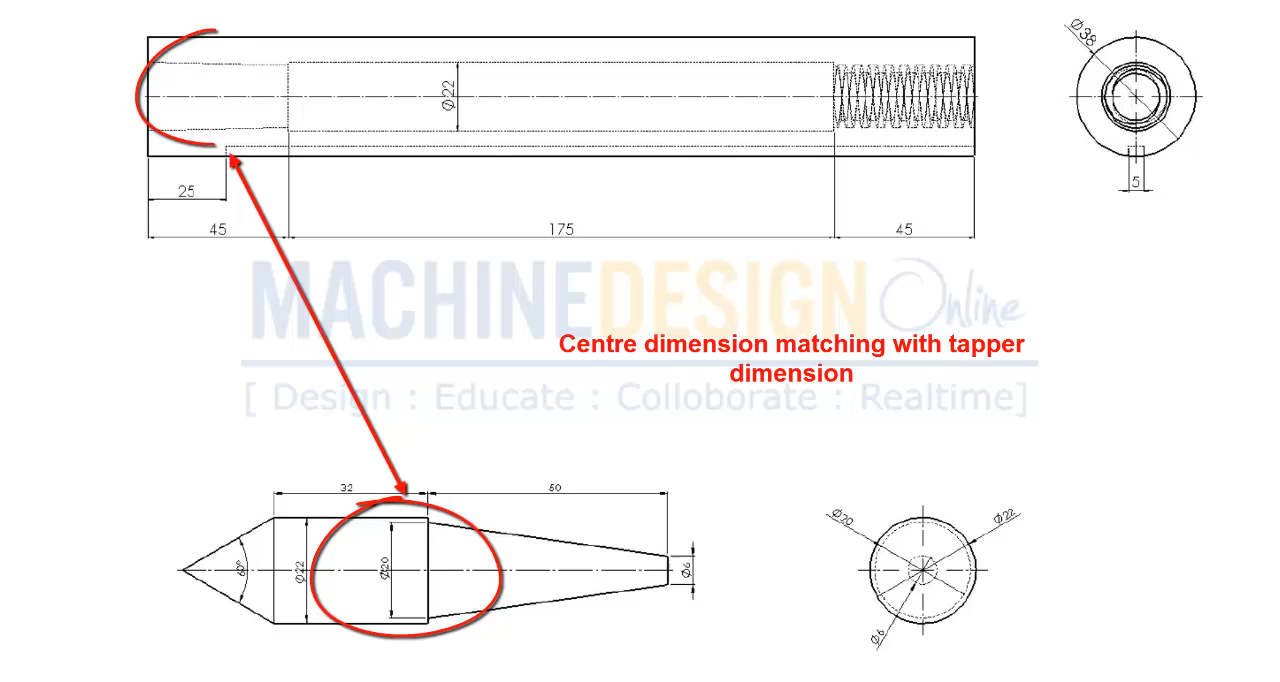 Ø38
Ø22
5
25
45
175
45
MACHINEDESIGN Online
Centre dimension matching with tapper
dimension
[ Design : Educate : Colloborate : Realtime]
32
50
60°
Ø22
Ø20
Ø6
Ø20
Ø22
Ø6